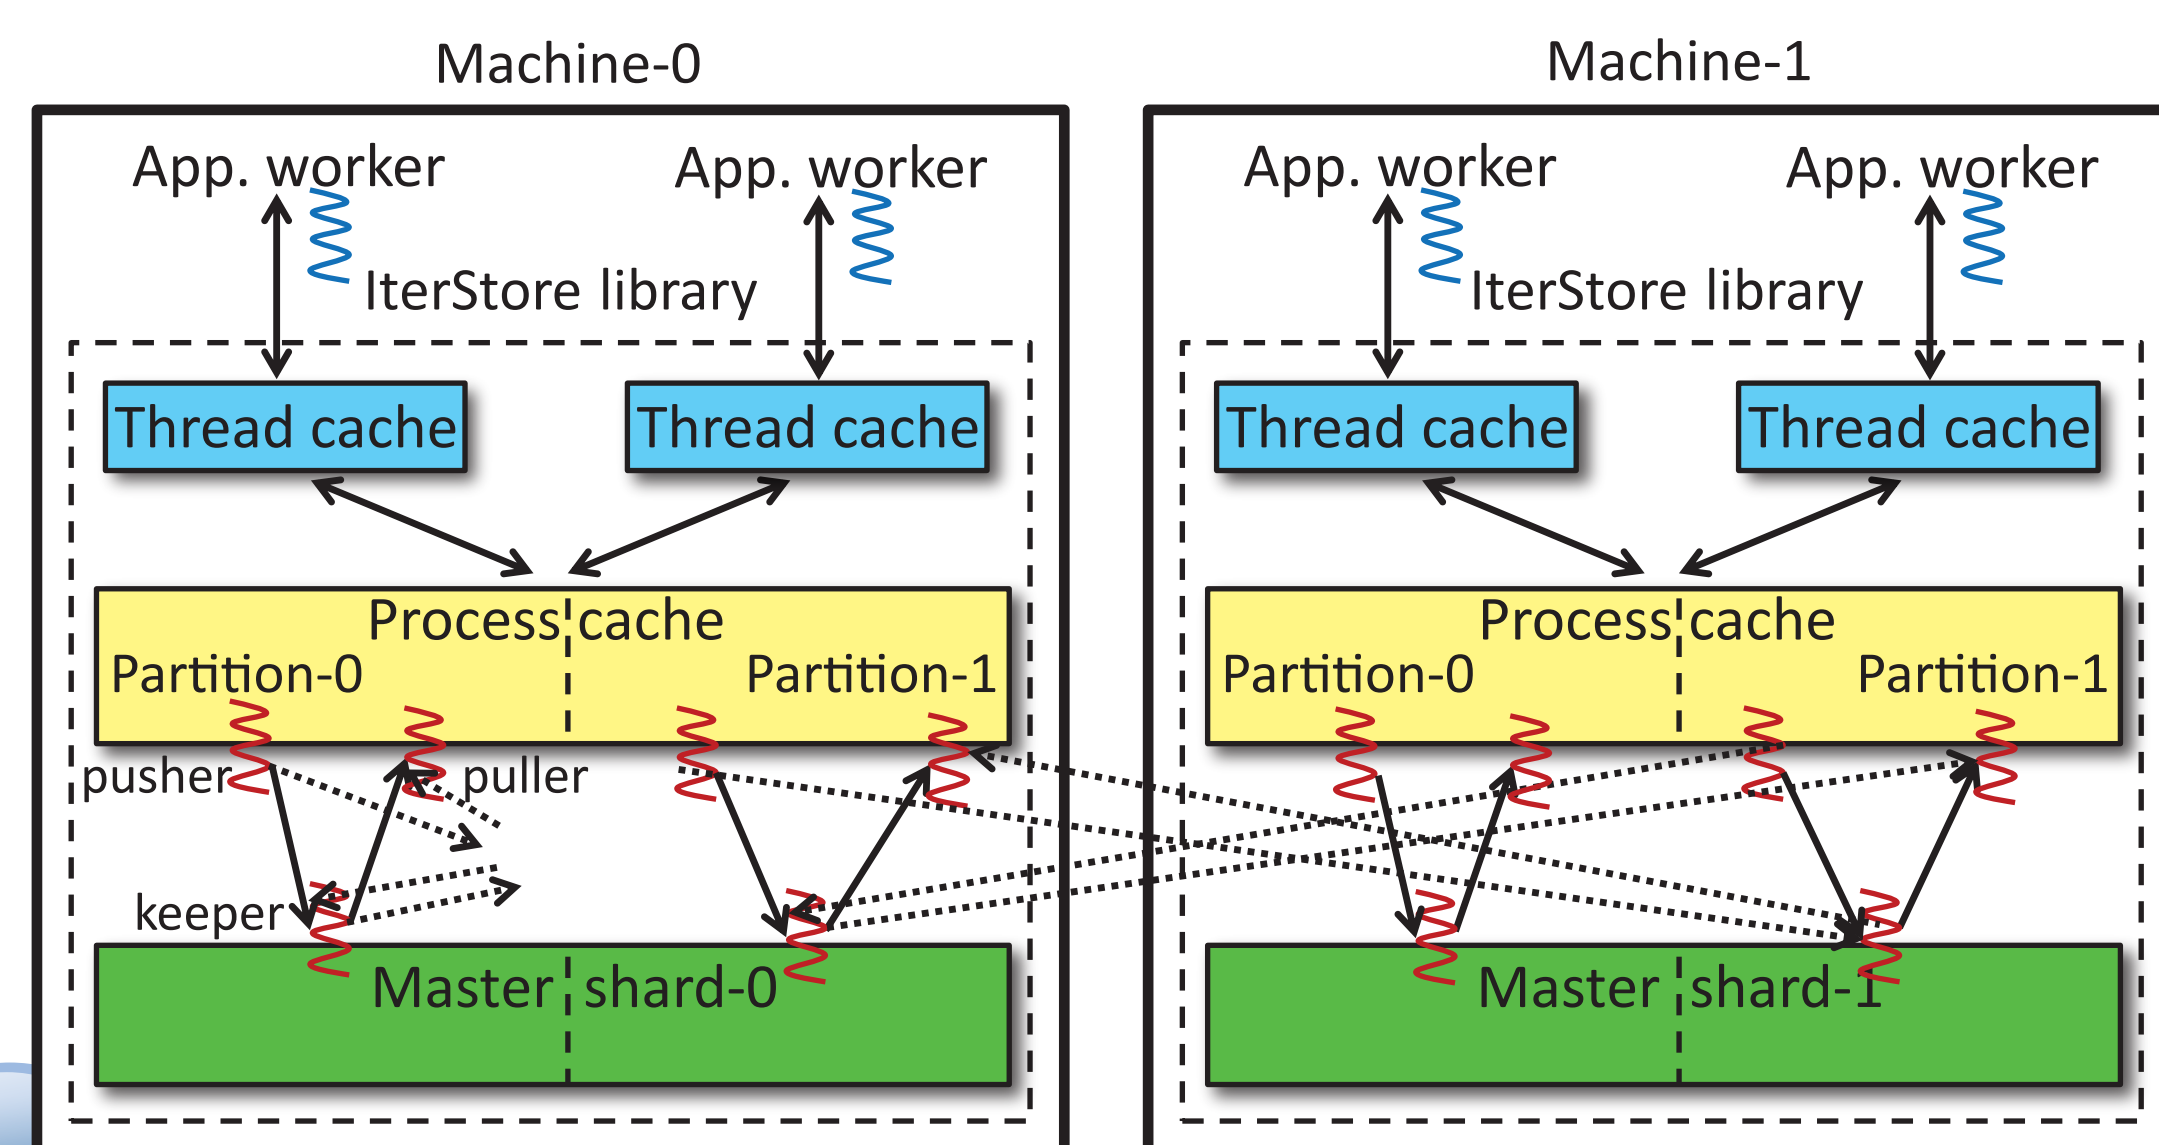 Machine-0
Machine-1
App. worker
App. worker
App. worker
App. worker
IterStore library
IterStore library
Thread cache
Thread cache
Thread cache
Thread cache
Process cache
Process cache
Partition-0
Partition-1
Partition-0
Partition-1
pusher
puller
keeper
Master shard-0
Master shard-1